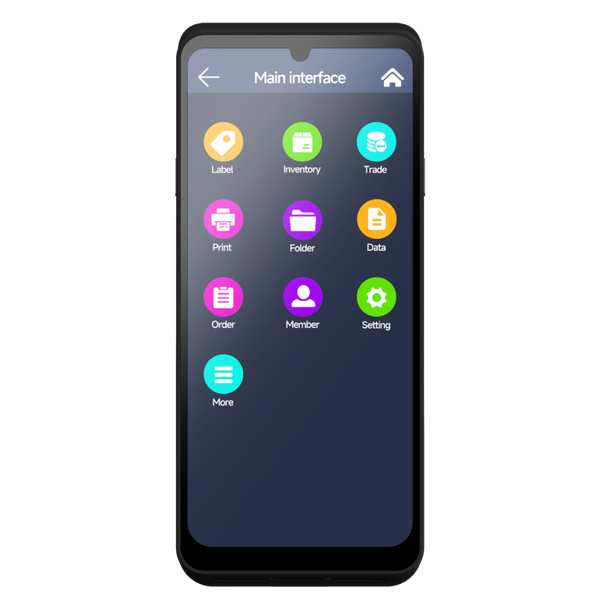 Main interface
Label Inventory Trade
Print Folder Data
Order Member Setting
More